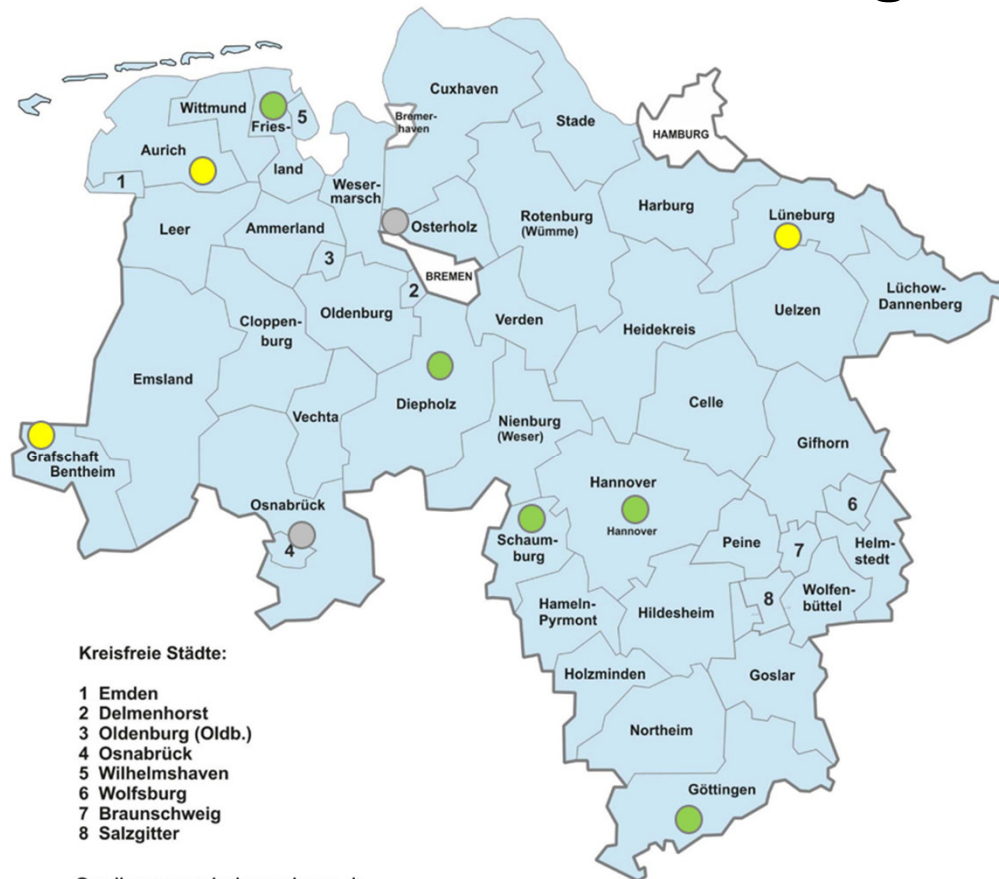 Cuxhaven
Wittmund
Bremer-
haven
5
Fries-
Stade
HAMBURG
Aurich
land
1
Weser-
marsch
Harburg
Lüneburg
Rotenburg
(Wümme)
Leer
Ammerland
Osterholz
3
BREMEN
2
Lüchow-
Dannenberg
Oldenburg
Verden
Uelzen
Cloppen-
burg
Heidekreis
Emsland
Diepholz
Celle
Vechta
Nienburg
(Weser)
Gifhorn
Grafschaft
Bentheim
Hannover
Osnabrück
6
Hannover
Schaum-
burg
Peine
7
Helm-
stedt
4
8
Wolfen-
büttel
Hameln-
Pyrmont
Hildesheim
Holzminden
Goslar
Northeim
Göttingen
Kreisfreie Städte:
1 Emden
2 Delmenhorst
3 Oldenburg (Oldb.)
4 Osnabrück
5 Wilhelmshaven
6 Wolfsburg
7 Braunschweig
8 Salzgitter